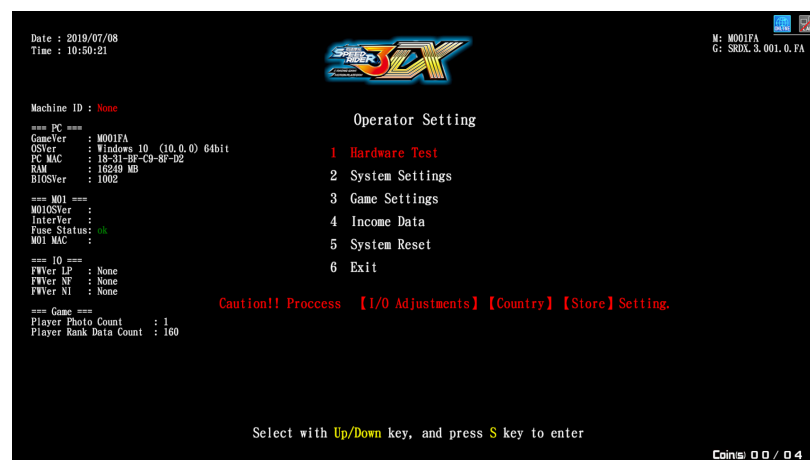 Date : 2019/07/08
Time : 10:50:21
SPEED RIDER 3 DX
ONLINE
M: M001FA
G: SRDX.3.001.0.FA
Machine ID : None
=== PC ===
GameVer : M001FA
OSVer : Windows 10 (10.0.0) 64bit
PC MAC : 18-31-BF-C9-8F-D2
RAM : 16249 MB
BIOSVer : 1002
=== M01 ===
M01OSVer :
InterVer :
Fuse Status: ok
M01 MAC :
=== IO ===
FWVer LP : None
FWVer NF : None
FWVer NI : None
=== Game ===
Player Photo Count : 1
Player Rank Data Count : 160
Operator Setting
1 Hardware Test
2 System Settings
3 Game Settings
4 Income Data
5 System Reset
6 Exit
Caution!! Proccess 【I/O Adjustments】【Country】【Store】Setting.
Select with Up/Down key, and press S key to enter
Coin(s) 00/04